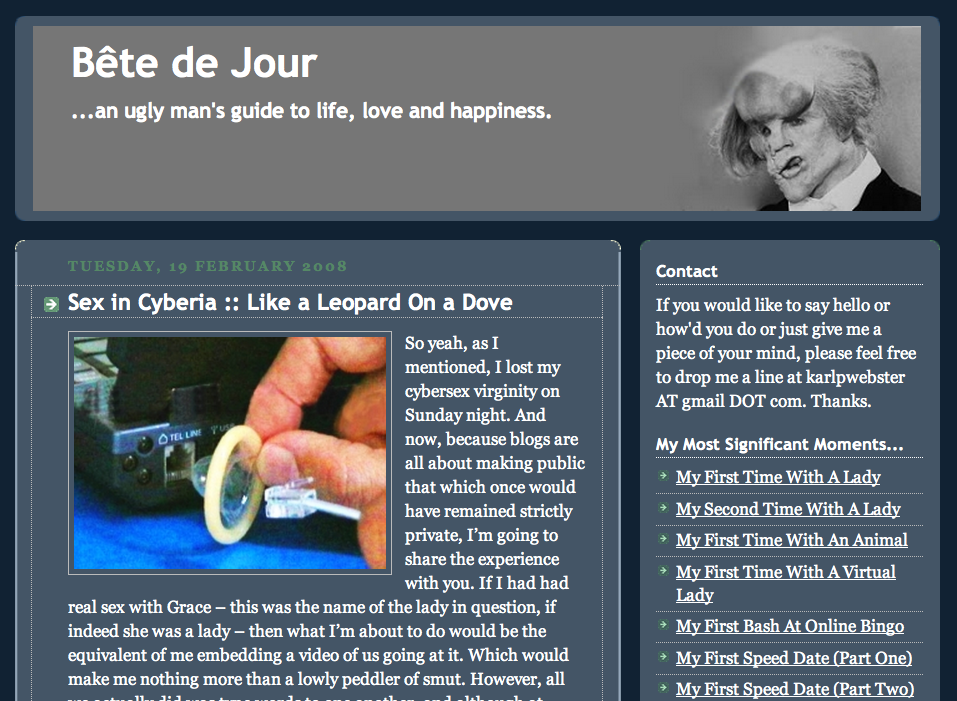 Bête de Jour
...an ugly man's guide to life, love and happiness.
TUESDAY, 19 FEBRUARY 2008
Sex in Cyberia :: Like a Leopard On a Dove
TEL LINE
So yeah, as I
mentioned, I lost my
cybersex virginity on
Sunday night. And
now, because blogs are
all about making public
that which once would
have remained strictly
private, I’m going to
share the experience
with you. If I had had
real sex with Grace – this was the name of the lady in question, if
indeed she was a lady – then what I’m about to do would be the
equivalent of me embedding a video of us going at it. Which would
make me nothing more than a lowly peddler of smut. However, all
Contact
If you would like to say hello or
how'd you do or just give me a
piece of your mind, please feel free
to drop me a line at karlpwebster
AT gmail DOT com. Thanks.
My Most Significant Moments...
My First Time With A Lady
My Second Time With A Lady
My First Time With An Animal
My First Time With A Virtual
Lady
My First Bash At Online Bingo
My First Speed Date (Part One)
My First Speed Date (Part Two)